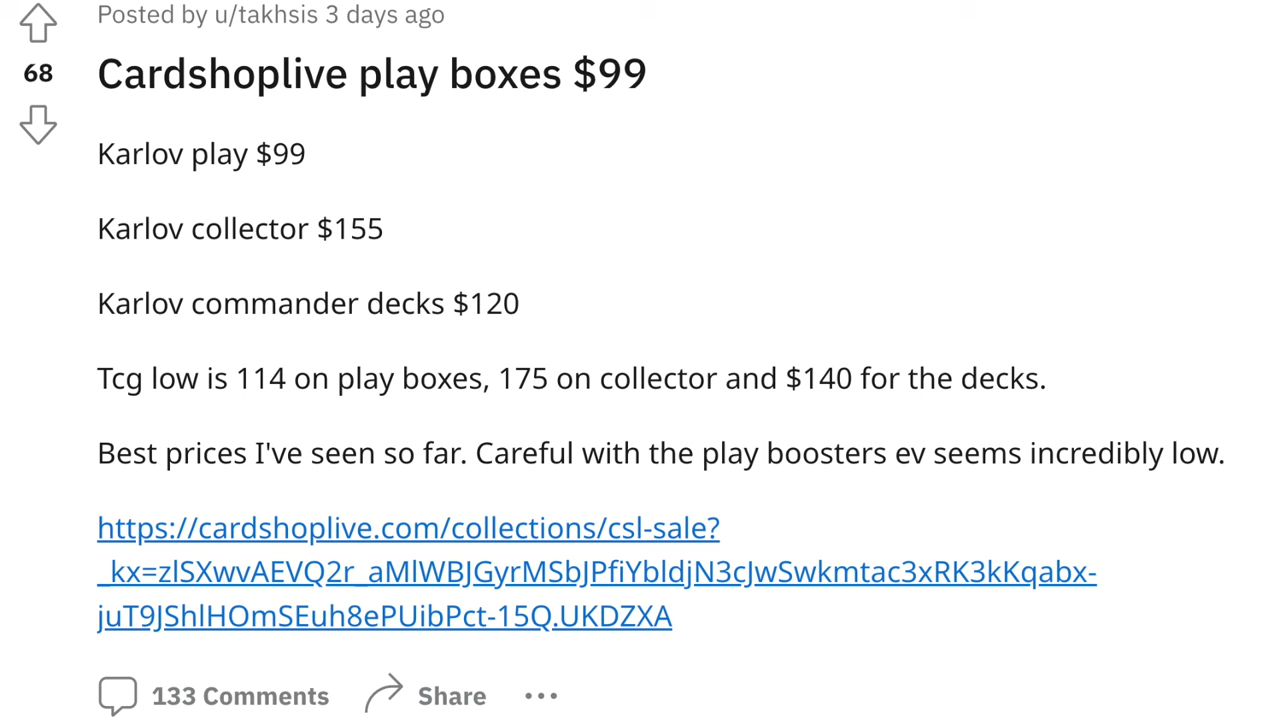 Posted by u/takhsis 3 days ago
68
Cardshoplive play boxes $99
Karlov play $99
Karlov collector $155
Karlov commander decks $120
Tcg low is 114 on play boxes, 175 on collector and $140 for the decks.
Best prices I've seen so far. Careful with the play boosters ev seems incredibly low.
https://cardshoplive.com/collections/csl-sale?
_kx=zlSXwvAEVQ2r_aMlWBJGyrMSbJPfiYbldjN3cJwSwkmtac3xRK3kKqabx-
juT9JShlHOmSEuh8ePUibPct-15Q.UKDZXA
133 Comments Share